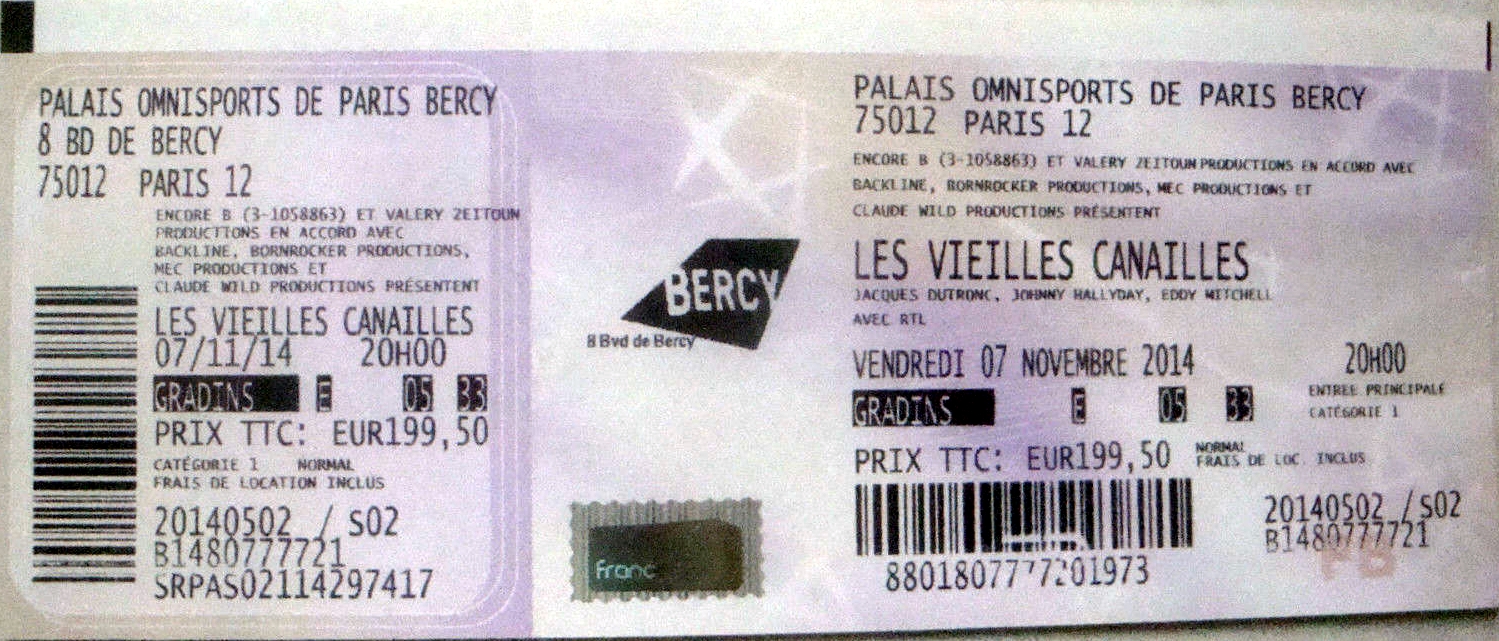 PALAIS OMNISPORTS DE PARIS BERCY
8 BD DE BERCY
75012 PARIS 12
ENCORE B (3-1058863) ET VALERY ZEITOUN
PRODUCTIONS EN ACCORD AVEC
BACKLINE, BORNROCKER PRODUCTIONS,
MEC PRODUCTIONS ET
CLAUDE WILD PRODUCTIONS PRÉSENTENT
LES VIEILLES CANAILLES
07/11/14 20H00
GRADINS E 05 33
PRIX TTC: EUR199,50
CATÉGORIE 1 NORMAL
FRAIS DE LOCATION INCLUS
20140502 / S02
B1480777721
SRPAS02114297417
BERCY
8 Bvd de Bercy
franc
PALAIS OMNISPORTS DE PARIS BERCY
75012 PARIS 12
ENCORE B (3-1058863) ET VALERY ZEITOUN PRODUCTIONS EN ACCORD AVEC
BACKLINE, BORNROCKER PRODUCTIONS, MEC PRODUCTIONS ET
CLAUDE WILD PRODUCTIONS PRÉSENTENT
LES VIEILLES CANAILLES
JACQUES DUTRONC, JOHNNY HALLYDAY, EDDY MITCHELL
AVEC RTL
VENDREDI 07 NOVEMBRE 2014 20H00
ENTREE PRINCIPALE
GRADINS E 05 33
CATÉGORIE 1
PRIX TTC: EUR199,50
NORMAL
FRAIS DE LOC. INCLUS
20140502 / S02
B1480777721